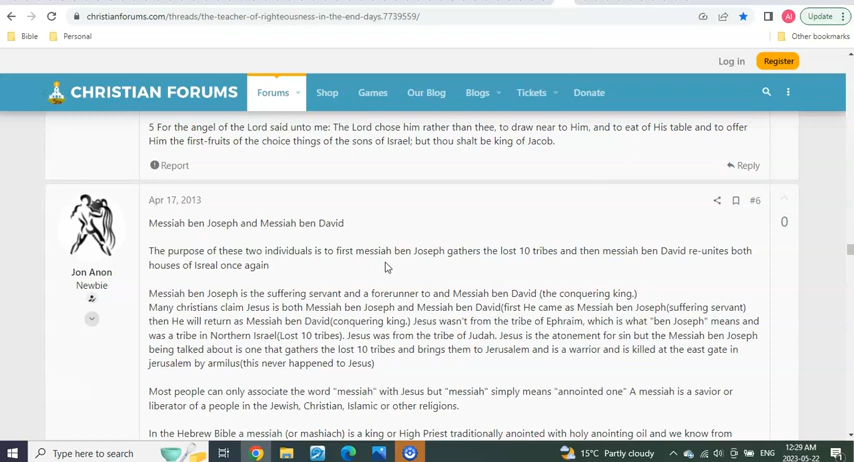 christianforums.com/threads/the-teacher-of-righteousness-in-the-end-days.7739559/
AI
Update
Bible
Personal
Other bookmarks
Log in
Register
CHRISTIAN FORUMS
Forums
Shop
Games
Our Blog
Blogs
Tickets
Donate
5 For the angel of the Lord said unto me: The Lord chose him rather than thee, to draw near to Him, and to eat of His table and to offer
Him the first-fruits of the choice things of the sons of Israel; but thou shalt be king of Jacob.
Report
Reply
Apr 17, 2013
#6
0
Jon Anon
Newbie
Messiah ben Joseph and Messiah ben David
The purpose of these two individuals is to first messiah ben Joseph gathers the lost 10 tribes and then messiah ben David re-unites both
houses of Isreal once again
Messiah ben Joseph is the suffering servant and a forerunner to and Messiah ben David (the conquering king.)
Many christians claim Jesus is both Messiah ben Joseph and Messiah ben David(first He came as Messiah ben Joseph(suffering servant)
then He will return as Messiah ben David(conquering king.) Jesus wasn't from the tribe of Ephraim, which is what "ben Joseph" means and
was a tribe in Northern Israel(Lost 10 tribes). Jesus was from the tribe of Judah. Jesus is the atonement for sin but the Messiah ben Joseph
being talked about is one that gathers the lost 10 tribes and brings them to Jerusalem and is a warrior and is killed at the east gate in
jerusalem by armilus(this never happened to Jesus)
Most people can only associate the word "messiah" with Jesus but "messiah" simply means "annointed one" A messiah is a savior or
liberator of a people in the Jewish, Christian, Islamic or other religions.
In the Hebrew Bible a messiah (or mashiach) is a king or High Priest traditionally anointed with holy anointing oil and we know from
Type here to search
15°C Partly cloudy
ENG
12:29 AM
2023-05-22